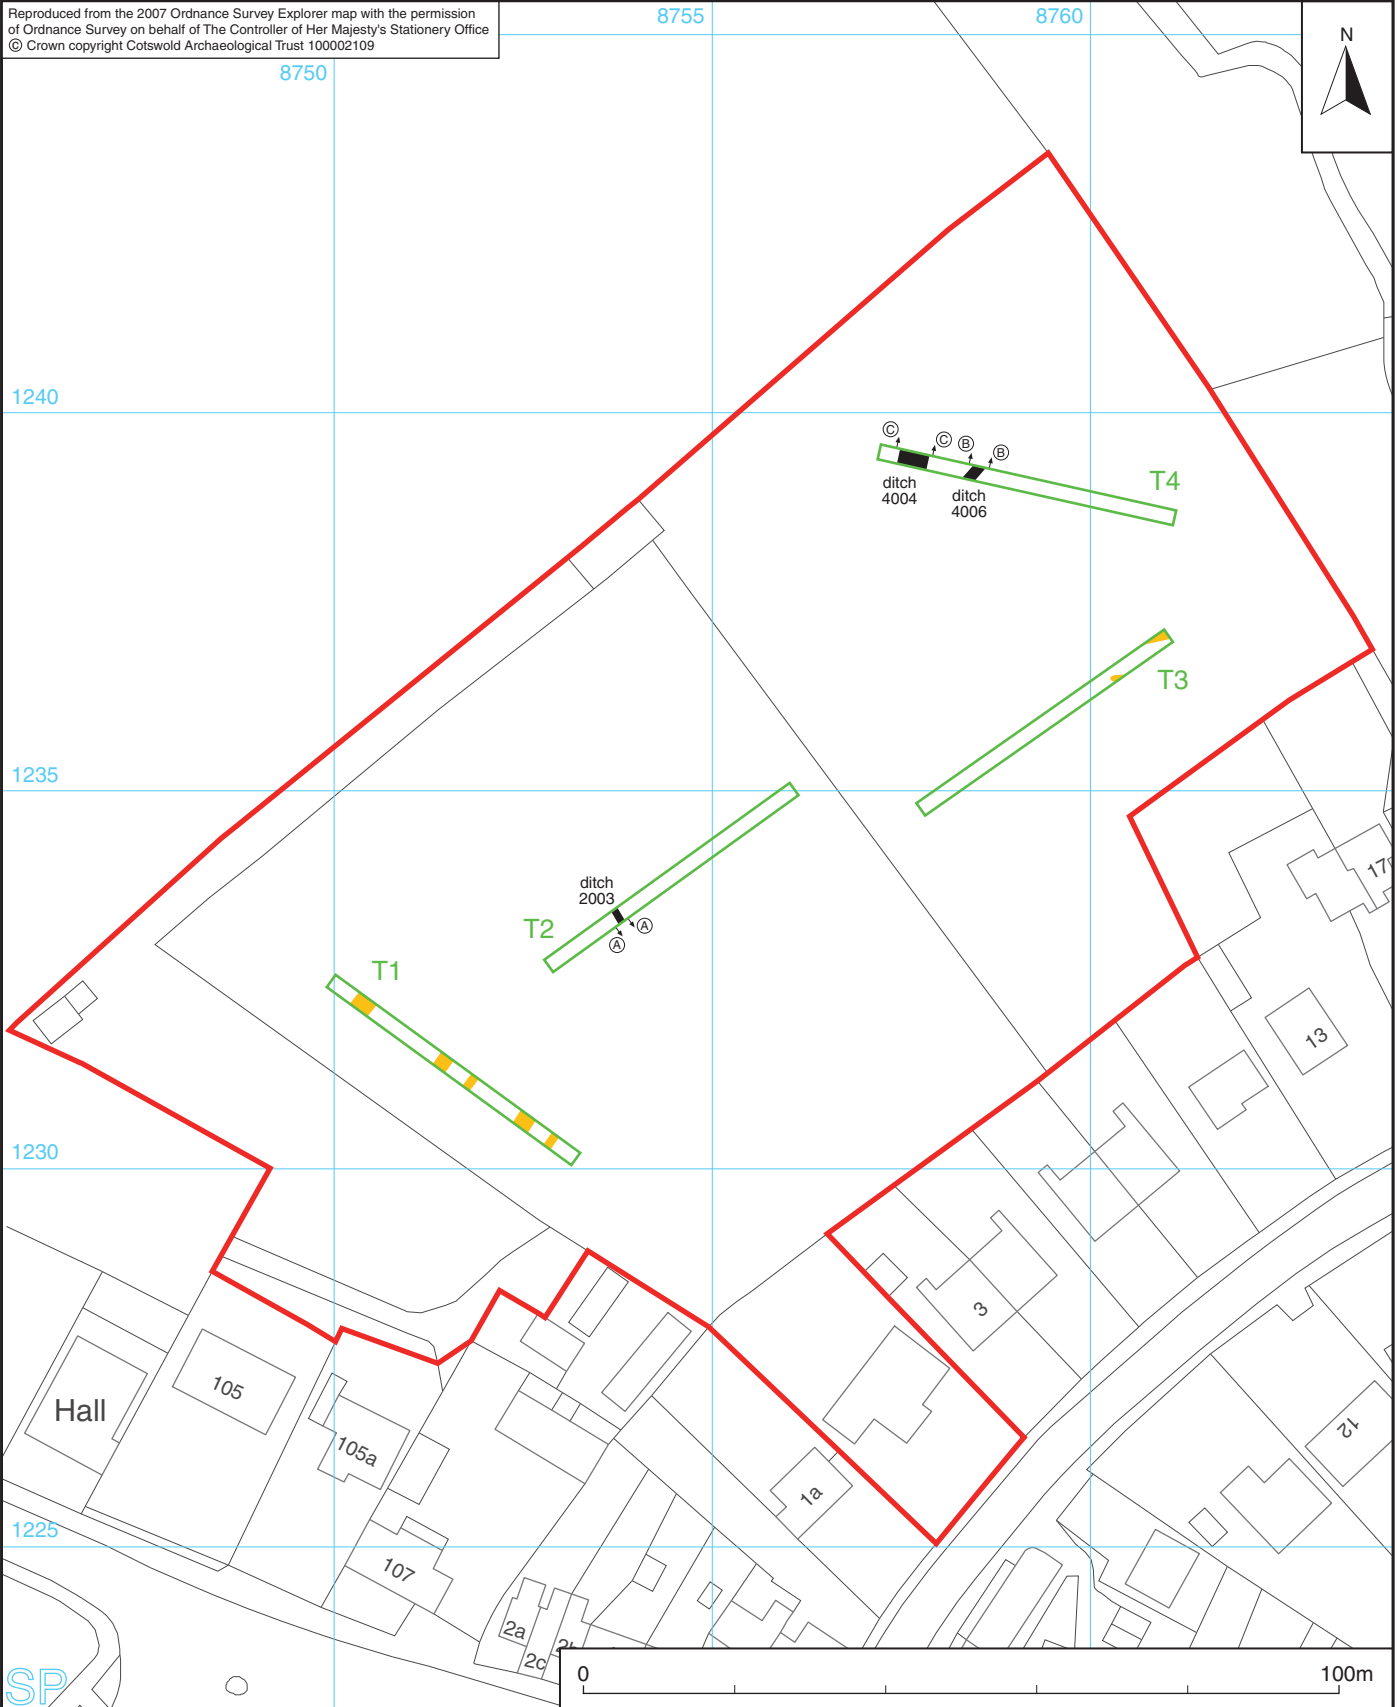 Reproduced from the 2007 Ordnance Survey Explorer map with the permission
of Ordnance Survey on behalf of The Controller of Her Majesty's Stationery Office
© Crown copyright Cotswold Archaeological Trust 100002109
8750
8755
8760
N
1240
C
C
B
B
ditch
4004
ditch
4006
T4
T3
1235
ditch
2003
A
A
T2
T1
17
13
1230
3
105
Hall
105a
12
1a
1225
107
2a
2c
SP
0
100m